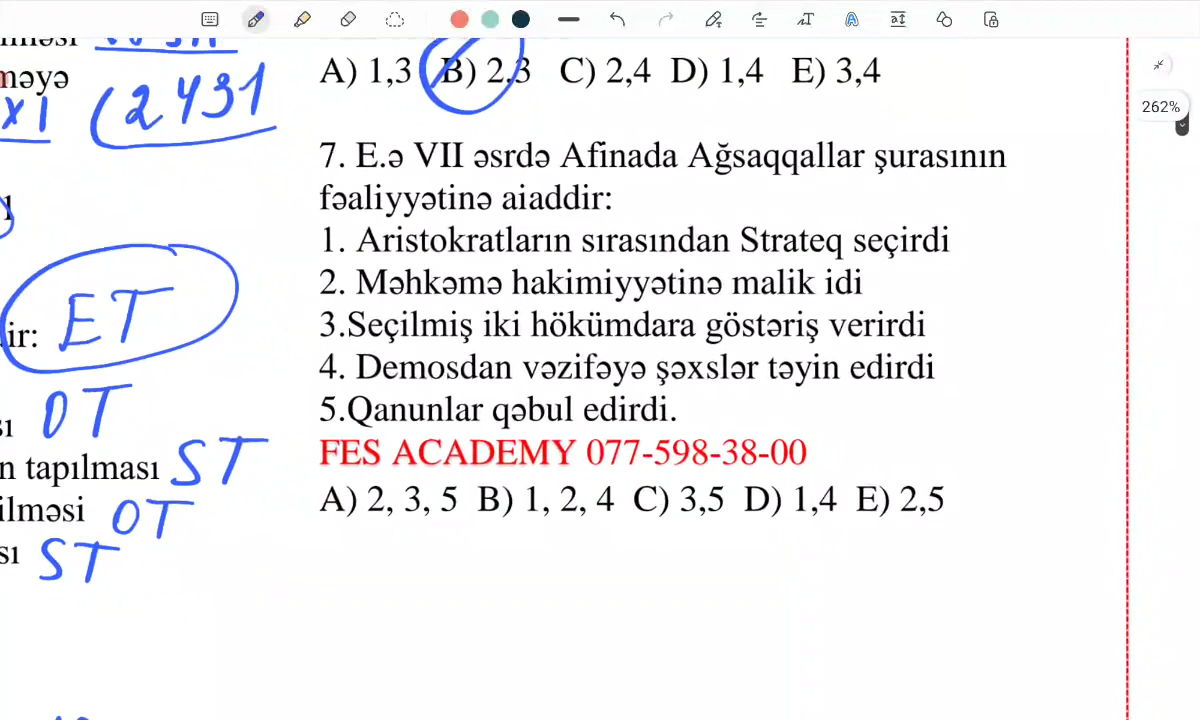 262%
məyə
x1
(2431
ir:
ET
OT
n tapılması ST
ilməsi OT
sı ST
A) 1,3 B) 2,3 C) 2,4 D) 1,4 E) 3,4
7. E.ə VII əsrdə Afinada Ağsaqqallar şurasının
fəaliyyətinə aiaddir:
1. Aristokratların sırasından Strateq seçirdi
2. Məhkəmə hakimiyyətinə malik idi
3.Seçilmiş iki hökümdara göstəriş verirdi
4. Demosdan vəzifəyə şəxslər təyin edirdi
5.Qanunlar qəbul edirdi.
FES ACADEMY 077-598-38-00
A) 2, 3, 5 B) 1, 2, 4 C) 3,5 D) 1,4 E) 2,5